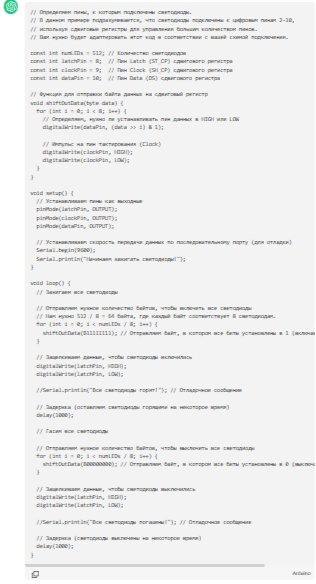 // Определяем пины, к которым подключены светодиоды.
// В данном примере подразумевается, что светодиоды подключены к цифровым пинам 2-10,
// используя сдвиговые регистры для управления большим количеством пинов.
// Вам нужно будет адаптировать этот код в соответствии с вашей схемой подключения.
const int numLEDs = 512; // Количество светодиодов
const int latchPin = 8; // Пин Latch (ST_CP) сдвигового регистра
const int clockPin = 9; // Пин Clock (SH_CP) сдвигового регистра
const int dataPin = 10; // Пин Data (DS) сдвигового регистра
// Функция для отправки байта данных на сдвиговый регистр
void shiftOutData(byte data) {
for (int i = 0; i < 8; i++) {
// Определяем, нужно ли устанавливать пин данных в HIGH или LOW
digitalWrite(dataPin, (data >> i) & 1);
// Импульс на пин тактирования (Clock)
digitalWrite(clockPin, HIGH);
digitalWrite(clockPin, LOW);
}
}
void setup() {
// Устанавливаем пины как выходные
pinMode(latchPin, OUTPUT);
pinMode(clockPin, OUTPUT);
pinMode(dataPin, OUTPUT);
// Устанавливаем скорость передачи данных по последовательному порту (для отладки)
Serial.begin(9600);
Serial.println("Начинаем зажигать светодиоды!");
}
void loop() {
// Зажигаем все светодиоды
// Отправляем нужное количество байтов, чтобы включить все светодиоды
// Нам нужно 512 / 8 = 64 байта, где каждый байт соответствует 8 светодиодам.
for (int i = 0; i < numLEDs / 8; i++) {
shiftOutData(B11111111); // Отправляем байт, в котором все биты установлены в 1 (включа
}
// Защелкиваем данные, чтобы светодиоды включились
digitalWrite(latchPin, HIGH);
digitalWrite(latchPin, LOW);
//Serial.println("Все светодиоды горят!"); // Отладочное сообщение
// Задержка (оставляем светодиоды горящими на некоторое время)
delay(1000);
// Гасим все светодиоды
// Отправляем нужное количество байтов, чтобы выключить все светодиоды
for (int i = 0; i < numLEDs / 8; i++) {
shiftOutData(B00000000); // Отправляем байт, в котором все биты установлены в 0 (выключ
}
// Защелкиваем данные, чтобы светодиоды выключились
digitalWrite(latchPin, HIGH);
digitalWrite(latchPin, LOW);
//Serial.println("Все светодиоды погашены!"); // Отладочное сообщение
// Задержка (светодиоды выключены на некоторое время)
delay(1000);
}
Arduino